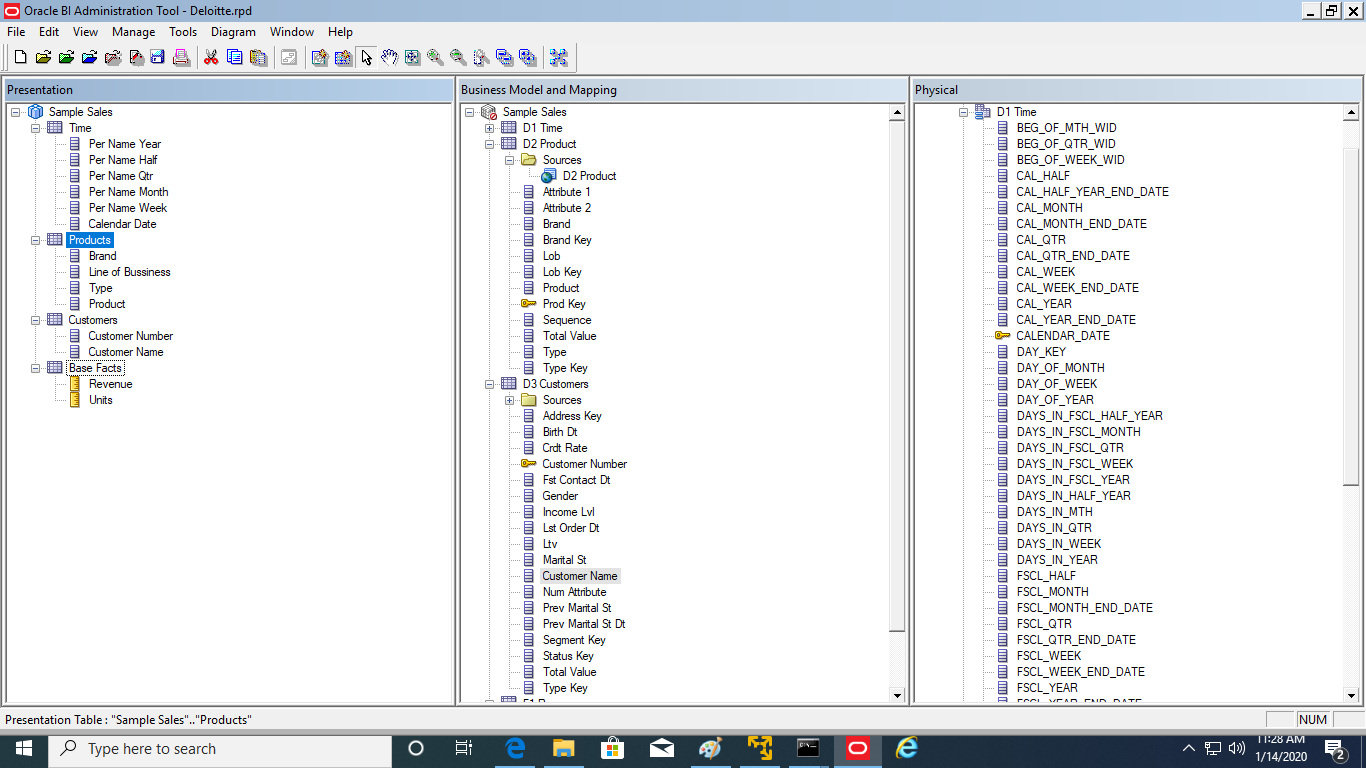 Oracle BI Administration Tool - Deloitte.rpd
File Edit View Manage Tools Diagram Window Help
Presentation
Sample Sales
Time
Per Name Year
Per Name Half
Per Name Qtr
Per Name Month
Per Name Week
Calendar Date
Products
Brand
Line of Bussiness
Type
Product
Customers
Customer Number
Customer Name
Base Facts
Revenue
Units
Business Model and Mapping
Sample Sales
D1 Time
D2 Product
Sources
D2 Product
Attribute 1
Attribute 2
Brand
Brand Key
Lob
Lob Key
Product
Prod Key
Sequence
Total Value
Type
Type Key
D3 Customers
Sources
Address Key
Birth Dt
Crdt Rate
Customer Number
Fst Contact Dt
Gender
Income Lvl
Lst Order Dt
Ltv
Marital St
Customer Name
Num Attribute
Prev Marital St
Prev Marital St Dt
Segment Key
Status Key
Total Value
Type Key
Physical
D1 Time
BEG_OF_MTH_WID
BEG_OF_QTR_WID
BEG_OF_WEEK_WID
CAL_HALF
CAL_HALF_YEAR_END_DATE
CAL_MONTH
CAL_MONTH_END_DATE
CAL_QTR
CAL_QTR_END_DATE
CAL_WEEK
CAL_WEEK_END_DATE
CAL_YEAR
CAL_YEAR_END_DATE
CALENDAR_DATE
DAY_KEY
DAY_OF_MONTH
DAY_OF_WEEK
DAY_OF_YEAR
DAYS_IN_FSCL_HALF_YEAR
DAYS_IN_FSCL_MONTH
DAYS_IN_FSCL_QTR
DAYS_IN_FSCL_WEEK
DAYS_IN_FSCL_YEAR
DAYS_IN_HALF_YEAR
DAYS_IN_MTH
DAYS_IN_QTR
DAYS_IN_WEEK
DAYS_IN_YEAR
FSCL_HALF
FSCL_MONTH
FSCL_MONTH_END_DATE
FSCL_QTR
FSCL_QTR_END_DATE
FSCL_WEEK
FSCL_WEEK_END_DATE
FSCL_YEAR
FSCL_YEAR_END_DATE
Presentation Table : "Sample Sales".."Products"
NUM
Type here to search
11:28 AM
1/14/2020
2